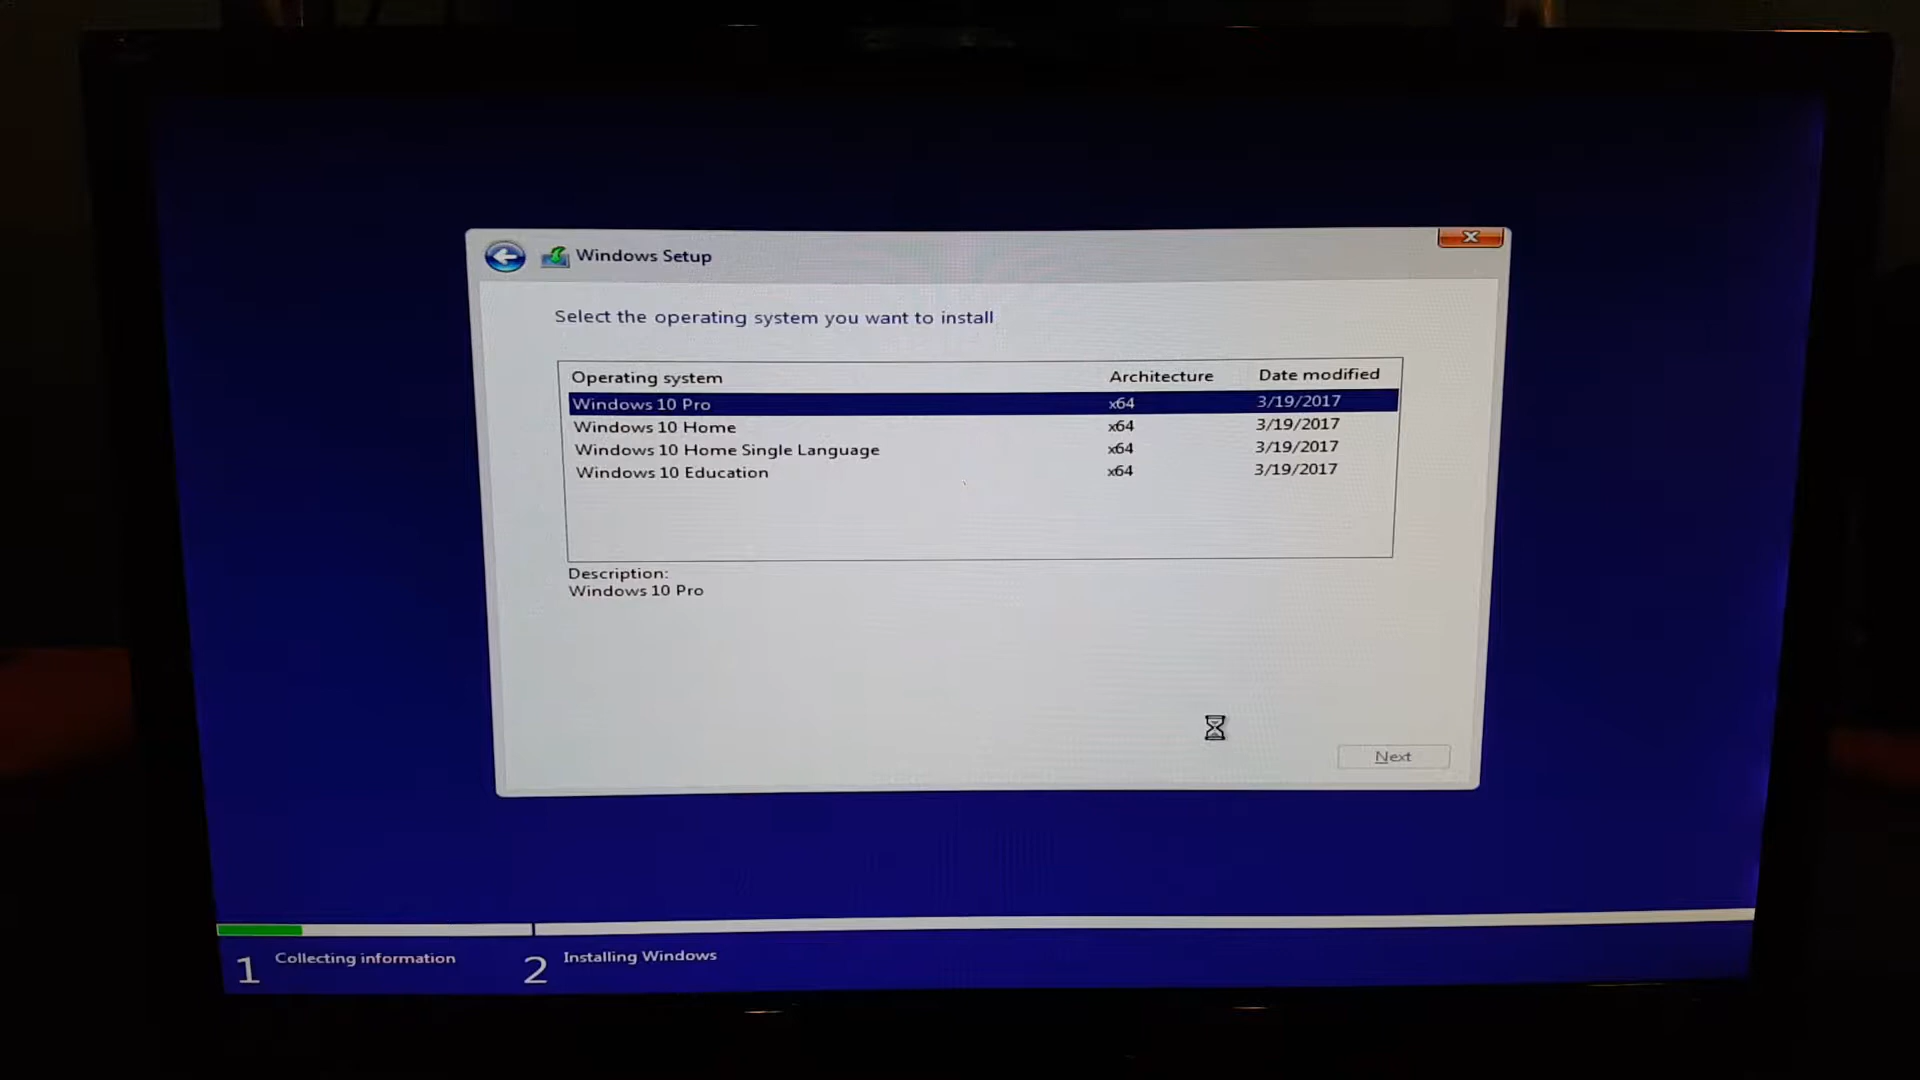 Windows Setup
Select the operating system you want to install
Operating system Architecture Date modified
Windows 10 Pro x64 3/19/2017
Windows 10 Home x64 3/19/2017
Windows 10 Home Single Language x64 3/19/2017
Windows 10 Education x64 3/19/2017
Description:
Windows 10 Pro
Next
1 Collecting information 2 Installing Windows